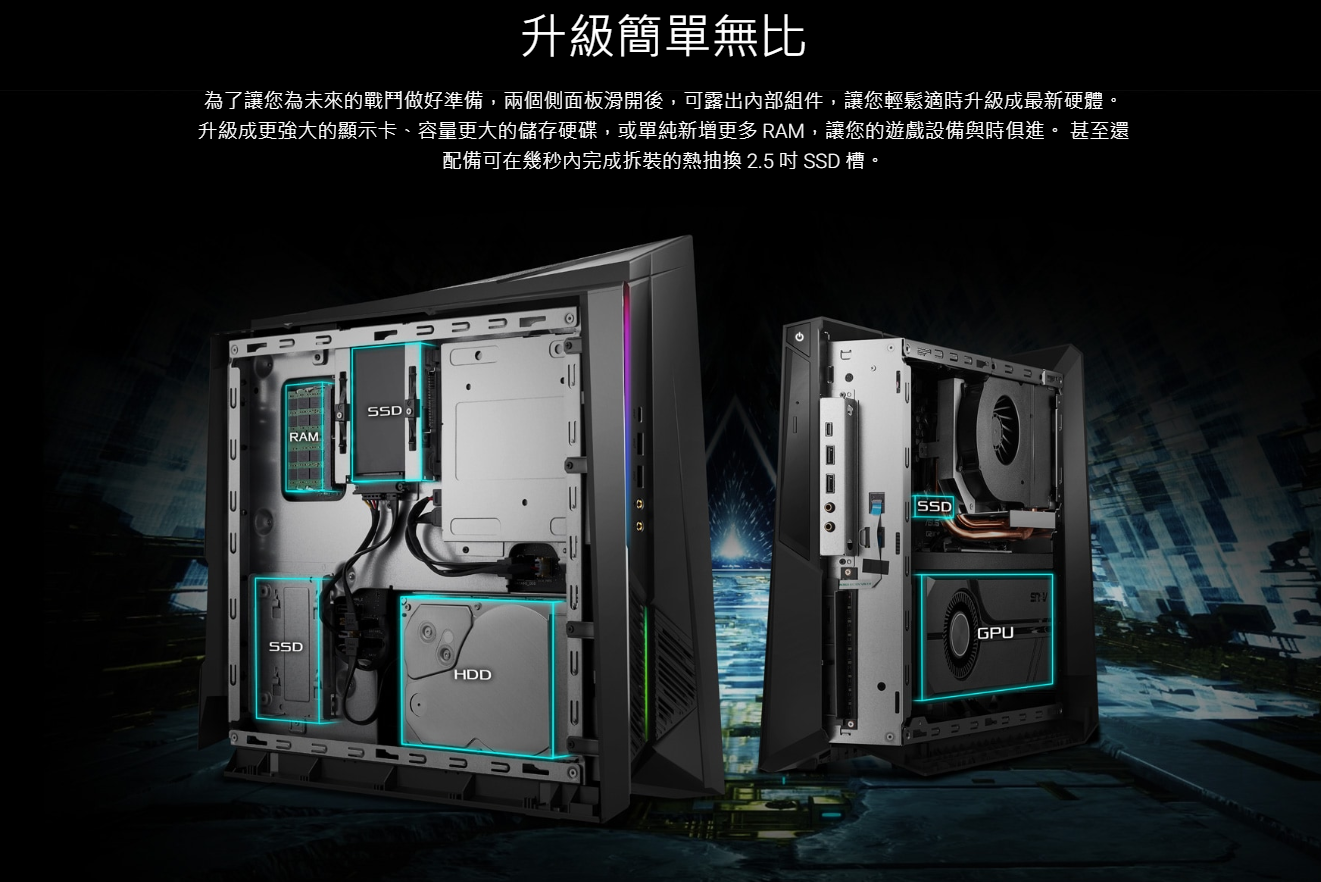 升級簡單無比
為了讓您為未來的戰鬥做好準備，兩個側面板滑開後，可露出內部組件，讓您輕鬆適時升級成最新硬體。
升級成更強大的顯示卡、容量更大的儲存硬碟，或單純新增更多 RAM，讓您的遊戲設備與時俱進。 甚至還
配備可在幾秒內完成拆裝的熱抽換 2.5 吋 SSD 槽。
SSD
RAM
SSD
HDD
SSD
GPU